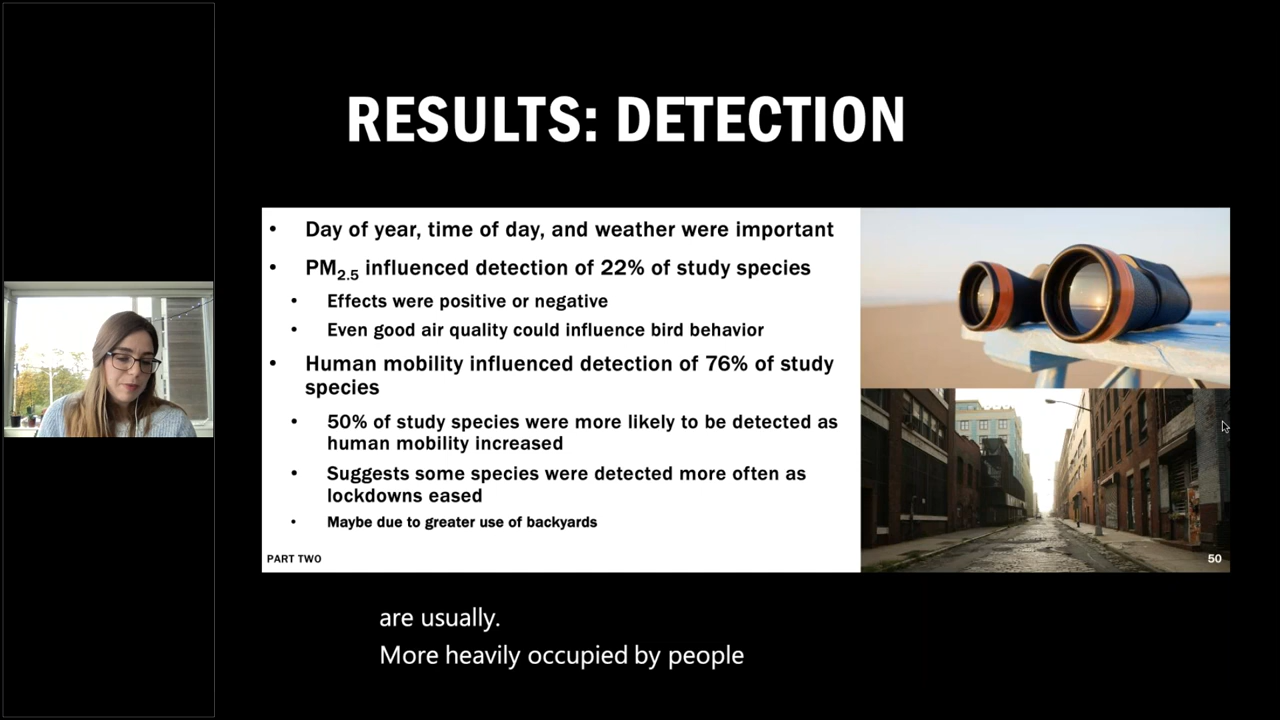 RESULTS: DETECTION
• Day of year, time of day, and weather were important
• PM2.5 influenced detection of 22% of study species
• Effects were positive or negative
• Even good air quality could influence bird behavior
• Human mobility influenced detection of 76% of study
species
• 50% of study species were more likely to be detected as
human mobility increased
• Suggests some species were detected more often as
lockdowns eased
• Maybe due to greater use of backyards
PART TWO
50
are usually.
More heavily occupied by people